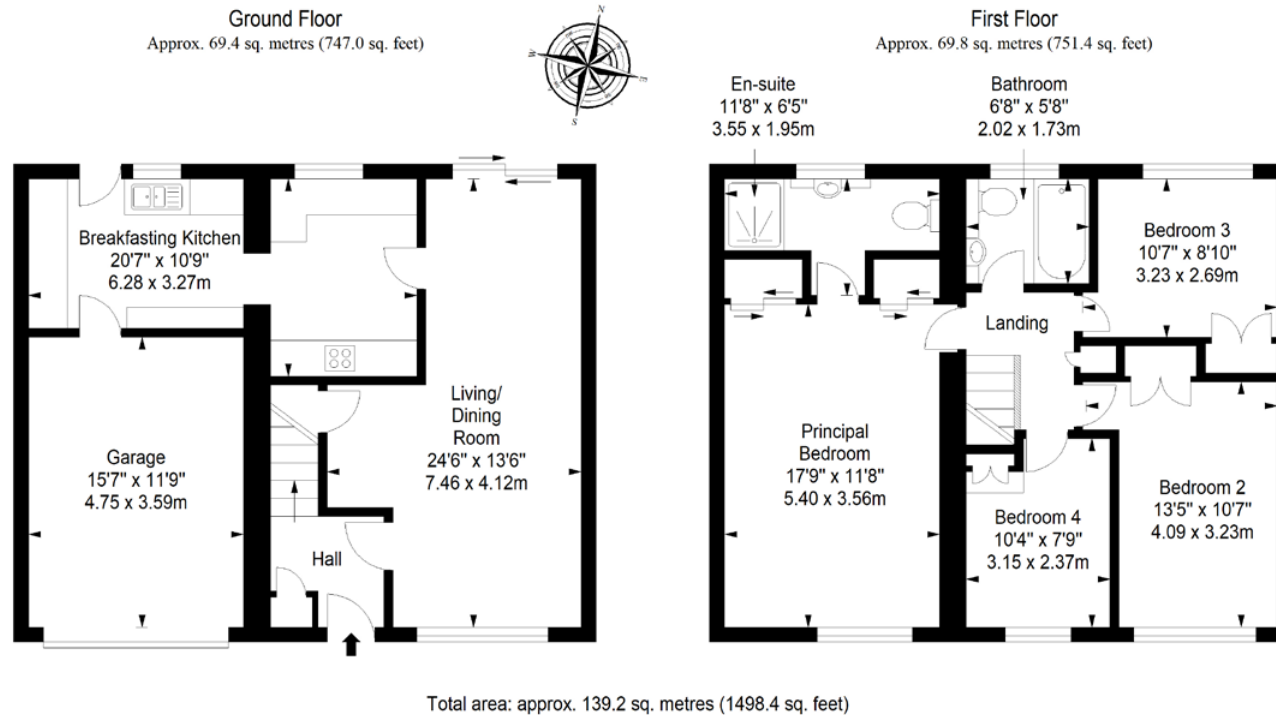 Ground Floor
Approx. 69.4 sq. metres (747.0 sq. feet)
N
W
E
S
First Floor
Approx. 69.8 sq. metres (751.4 sq. feet)
En-suite
11'8" x 6'5"
3.55 x 1.95m
Bathroom
6'8" x 5'8"
2.02 x 1.73m
Breakfasting Kitchen
20'7" x 10'9"
6.28 x 3.27m
Living/
Dining
Room
24'6" x 13'6"
7.46 x 4.12m
Garage
15'7" x 11'9"
4.75 x 3.59m
Hall
Bedroom 3
10'7" x 8'10"
3.23 x 2.69m
Landing
Principal
Bedroom
17'9" x 11'8"
5.40 x 3.56m
Bedroom 2
13'5" x 10'7"
4.09 x 3.23m
Bedroom 4
10'4" x 7'9"
3.15 x 2.37m
Total area: approx. 139.2 sq. metres (1498.4 sq. feet)